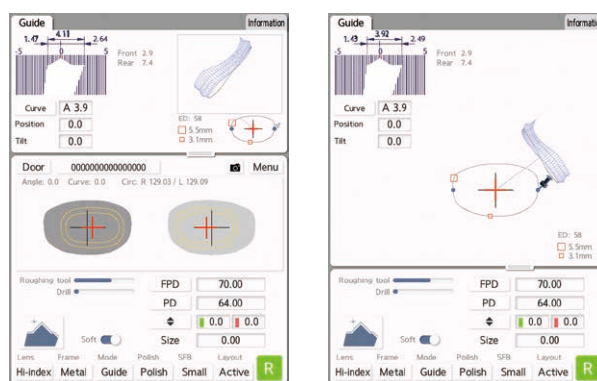 Guide Information
1.47 4.11 2.64
-5 0 5
Front 2.9
Rear 7.4
Curve A 3.9
Position 0.0
Tilt 0.0
ED: 58
5.5mm
3.1mm
Door 0000000000000000 Menu
Angle: 0.0 Curve: 0.0 Circ: R 129.03 / L 129.09
Roughing tool
Drill
FPD 70.00
PD 64.00
0.0 0.0
Soft
Size 0.00
Lens Frame Mode Polish SFB Layout
Hi-index Metal Guide Polish Small Active R
Guide Informati
1.43 3.92 2.49
-5 0 5
Front 2.9
Rear 7.4
Curve A 3.9
Position 0.0
Tilt 0.0
ED: 58
5.5mm
3.1mm
Roughing tool
Drill
FPD 70.00
PD 64.00
0.0 0.0
Soft
Size 0.00
Lens Frame Mode Polish SFB Layout
Hi-index Metal Guide Polish Small Active R